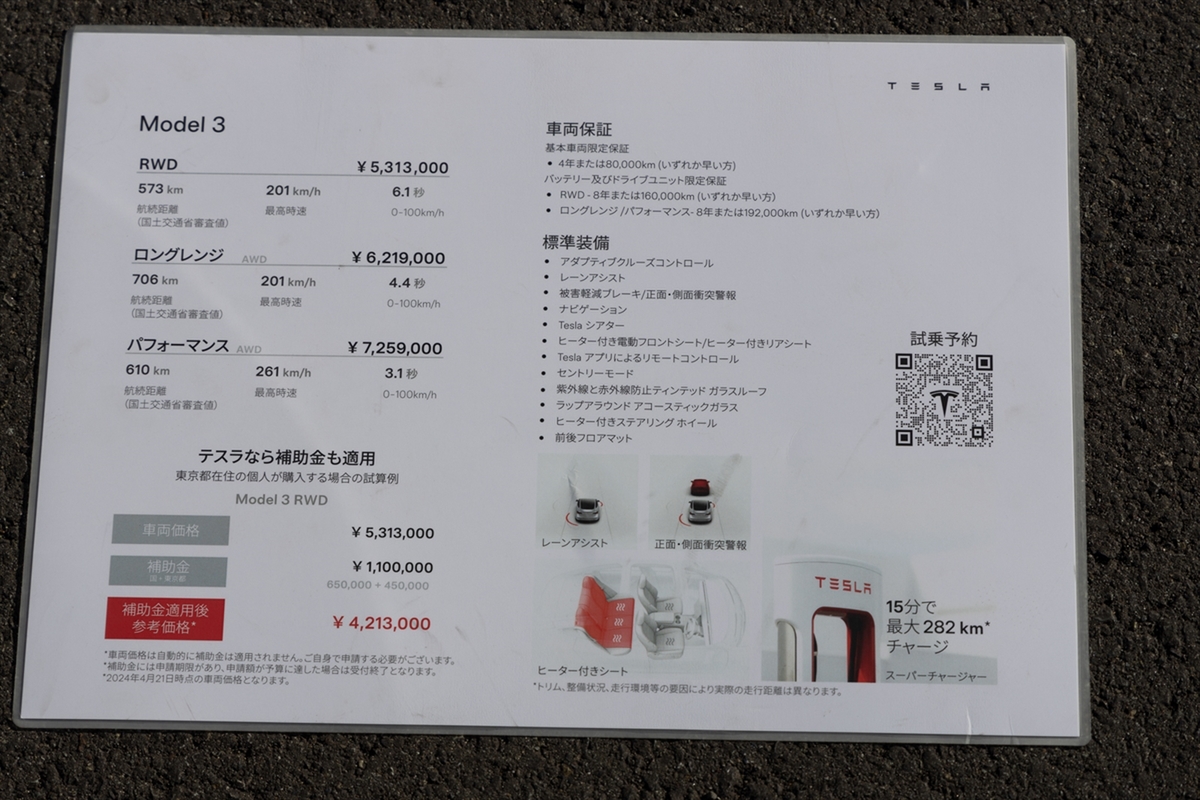 TESLA
Model 3
RWD ¥ 5,313,000
573 km 201 km/h 6.1 秒
航続距離 最高時速 0-100km/h
(国土交通省審査値)
ロングレンジ AWD ¥ 6,219,000
706 km 201 km/h 4.4 秒
航続距離 最高時速 0-100km/h
(国土交通省審査値)
パフォーマンス AWD ¥ 7,259,000
610 km 261 km/h 3.1 秒
航続距離 最高時速 0-100km/h
(国土交通省審査値)
テスラなら補助金も適用
東京都在住の個人が購入する場合の試算例
Model 3 RWD
車両価格 ¥ 5,313,000
補助金 ¥ 1,100,000
国・東京都 650,000 + 450,000
補助金適用後
参考価格* ¥ 4,213,000
*車両価格は自動的に補助金は適用されません。ご自身で申請する必要がございます。
*補助金には申請期限があり、申請額が予算に達した場合は受付終了となります。
*2024年4月21日時点の車両価格となります。
車両保証
基本車両限定保証
• 4年または80,000km (いずれか早い方)
バッテリー及びドライブユニット限定保証
• RWD - 8年または160,000km (いずれか早い方)
• ロングレンジ /パフォーマンス- 8年または192,000km (いずれか早い方)
標準装備
• アダプティブクルーズコントロール
• レーンアシスト
• 被害軽減ブレーキ/正面・側面衝突警報
• ナビゲーション
• Tesla シアター
• ヒーター付き電動フロントシート/ヒーター付きリアシート
• Tesla アプリによるリモートコントロール
• セントリーモード
• 紫外線と赤外線防止ティンテッド ガラスルーフ
• ラップアラウンド アコースティックガラス
• ヒーター付きステアリング ホイール
• 前後フロアマット
試乗予約
レーンアシスト
正面・側面衝突警報
ヒーター付きシート
TESLA
15分で
最大 282 km*
チャージ
スーパーチャージャー
*トリム、整備状況、走行環境等の要因により実際の走行距離は異なります。